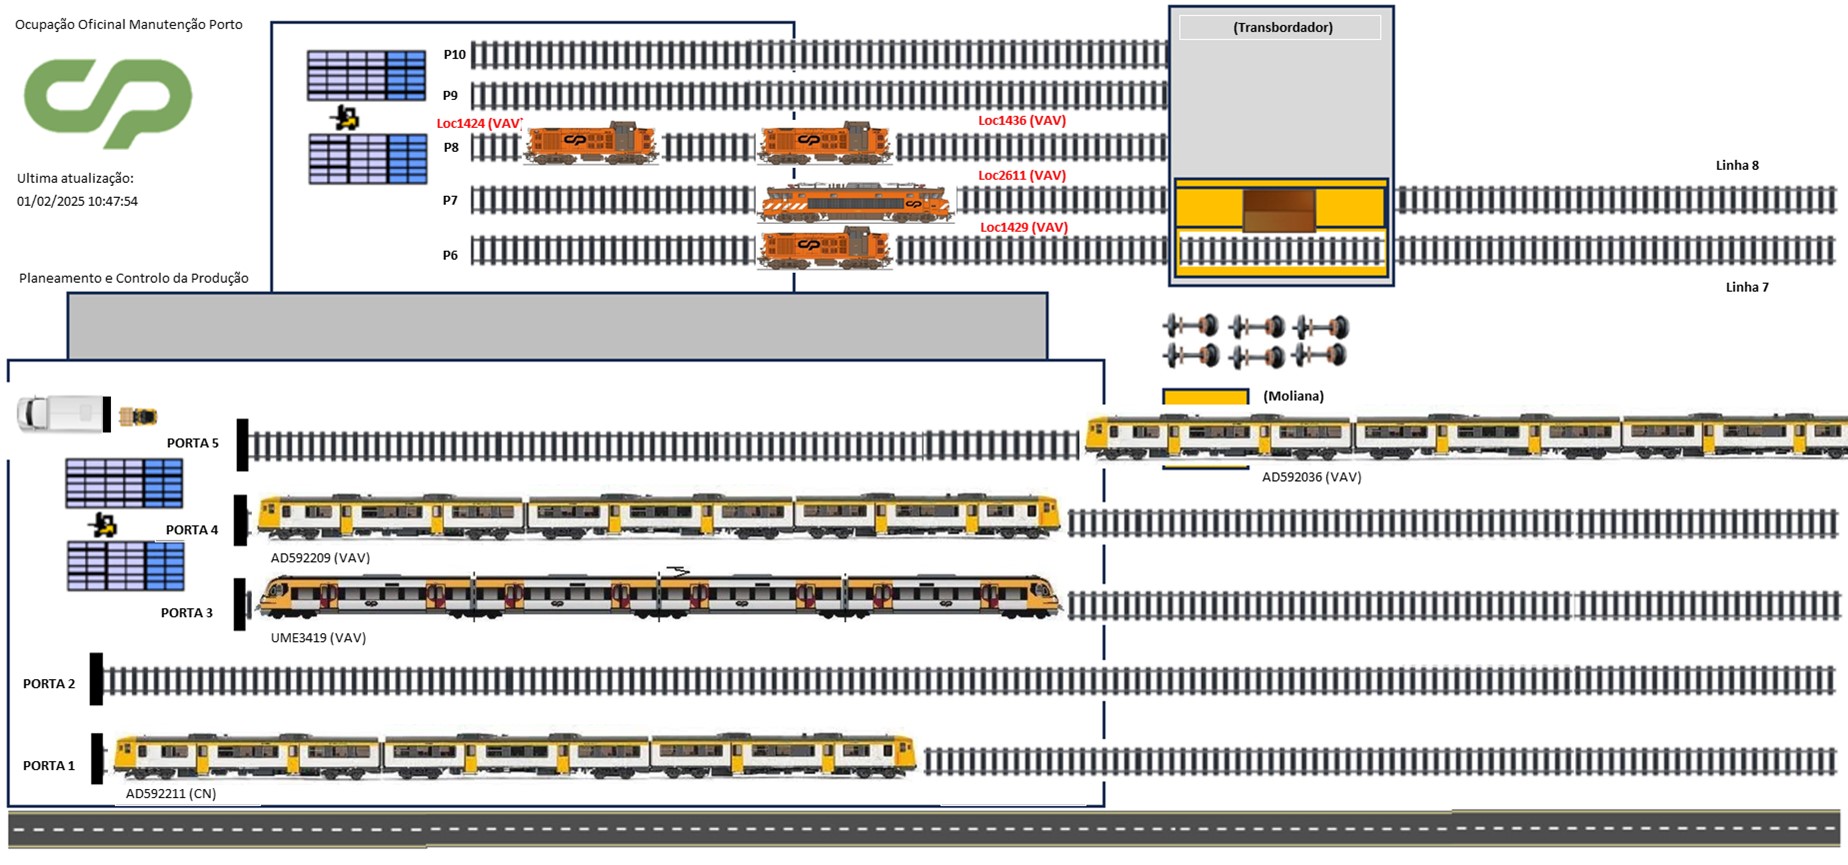 Ocupação Oficinal Manutenção Porto
(Transbordador)
P10
P9
Loc1424 (VAV)
Loc1436 (VAV)
P8
Linha 8
Loc2611 (VAV)
Ultima atualização:
01/02/2025 10:47:54
P7
Loc1429 (VAV)
P6
Planeamento e Controlo da Produção
Linha 7
(Moliana)
PORTA 5
AD592036 (VAV)
PORTA 4
AD592209 (VAV)
PORTA 3
UME3419 (VAV)
PORTA 2
PORTA 1
AD592211 (CN)